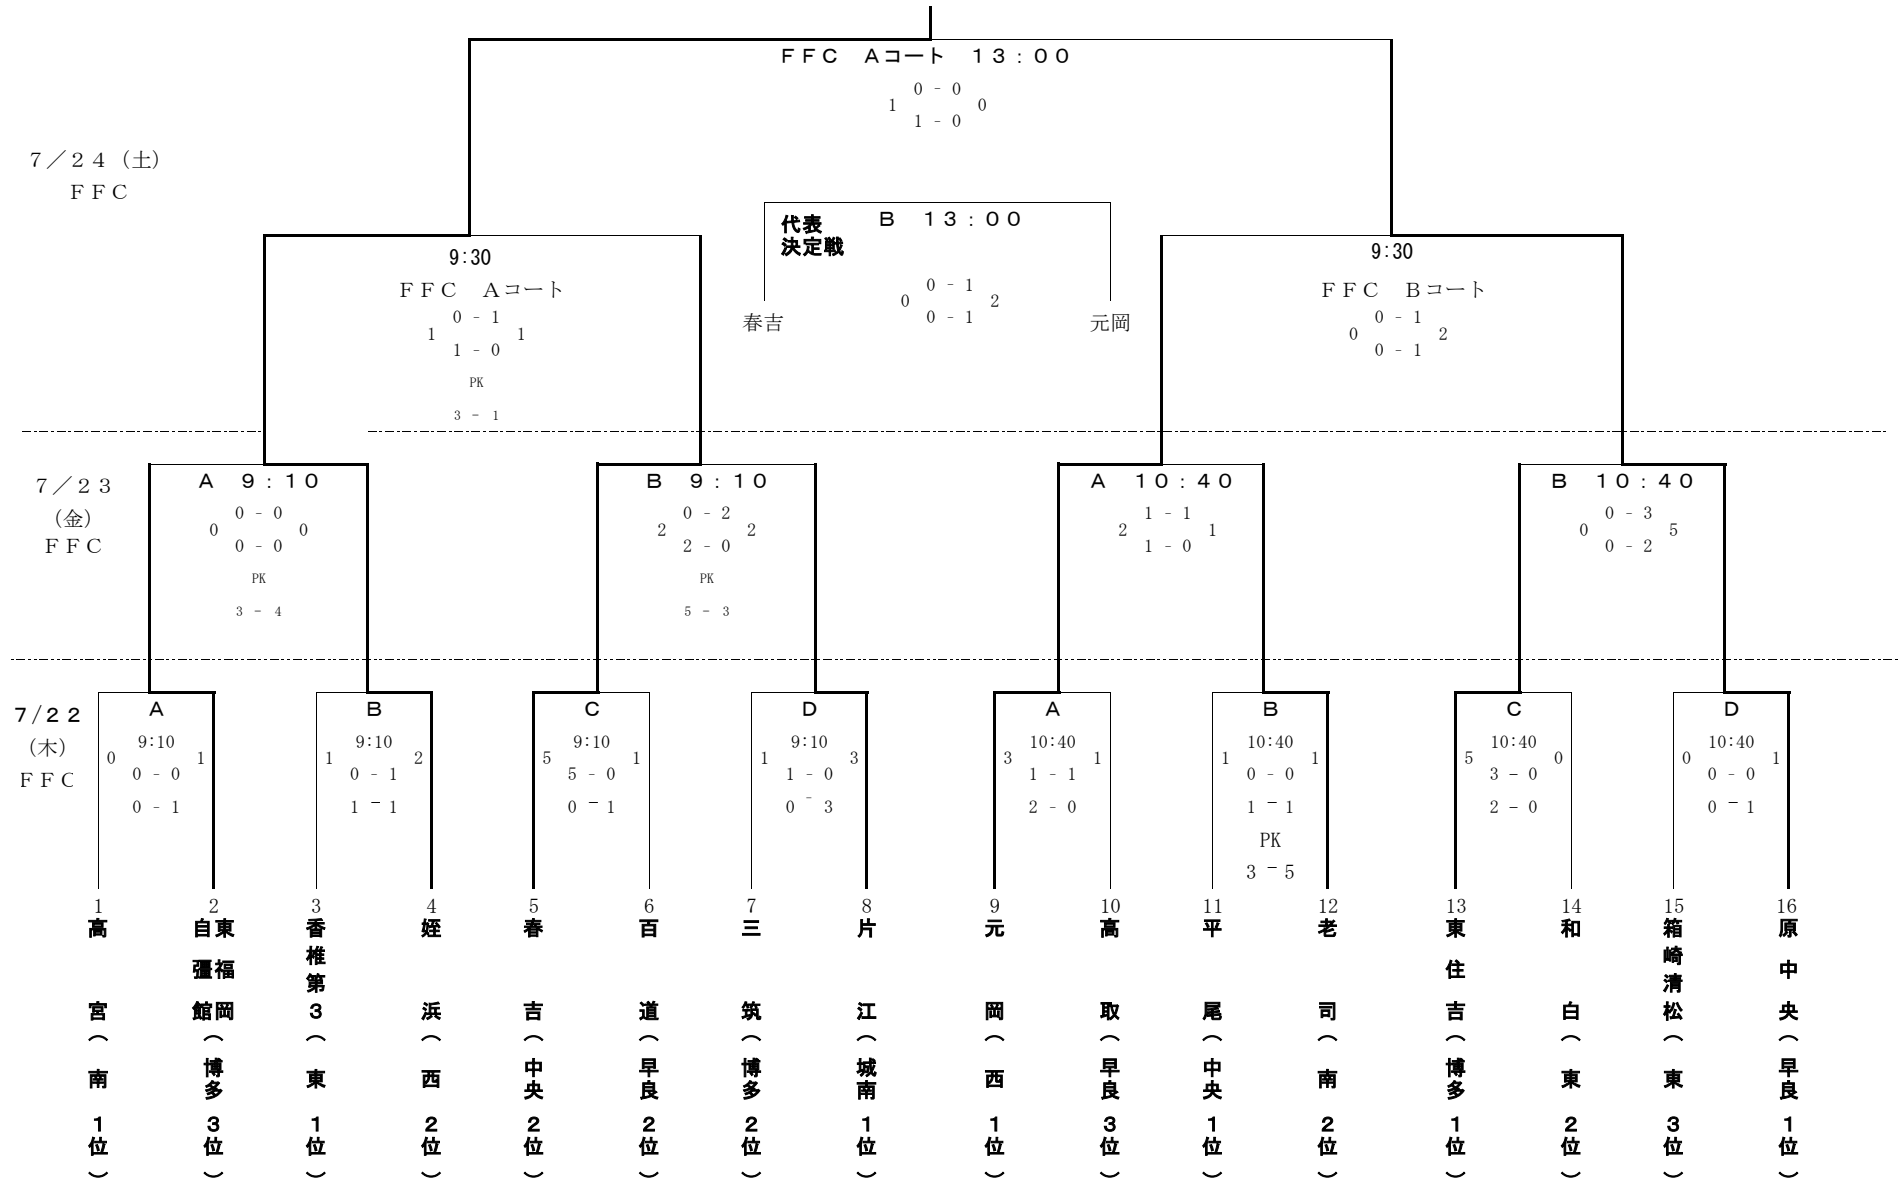 ＦＦＣ　Ａコート　１３：００
0 - 0
1 0
1 - 0
７／２４（土）
ＦＦＣ
代表
決定戦
Ｂ　１３：００
0 - 1
0 2
0 - 1
春吉
元岡
9:30
ＦＦＣ　Ａコート
0 - 1
1 1
1 - 0
PK
3 - 1
9:30
ＦＦＣ　Ｂコート
0 - 1
0 2
0 - 1
７／２３
（金）
ＦＦＣ
Ａ　９：１０
0 - 0
0 0
0 - 0
PK
3 - 4
Ｂ　９：１０
0 - 2
2 2
2 - 0
PK
5 - 3
Ａ　１０：４０
1 - 1
2 1
1 - 0
Ｂ　１０：４０
0 - 3
0 5
0 - 2
７/２２
（木）
ＦＦＣ
Ａ
9:10
0 1
0 - 0
0 - 1
Ｂ
9:10
1 2
0 - 1
1 - 1
Ｃ
9:10
5 1
5 - 0
0 - 1
Ｄ
9:10
1 3
1 - 0
0 - 3
Ａ
10:40
3 1
1 - 1
2 - 0
Ｂ
10:40
1 1
0 - 0
1 - 1
PK
3 - 5
Ｃ
10:40
5 0
3 - 0
2 - 0
Ｄ
10:40
0 1
0 - 0
0 - 1
1
高宮（南１位）
2
東福岡
自彊館（博多３位）
3
香椎第３（東１位）
4
姪浜（西２位）
5
春吉（中央２位）
6
百道（早良２位）
7
三筑（博多２位）
8
片江（城南１位）
9
元岡（西１位）
10
高取（早良３位）
11
平尾（中央１位）
12
老司（南２位）
13
東住吉（博多１位）
14
和白（東２位）
15
箱崎清松（東３位）
16
原中央（早良１位）